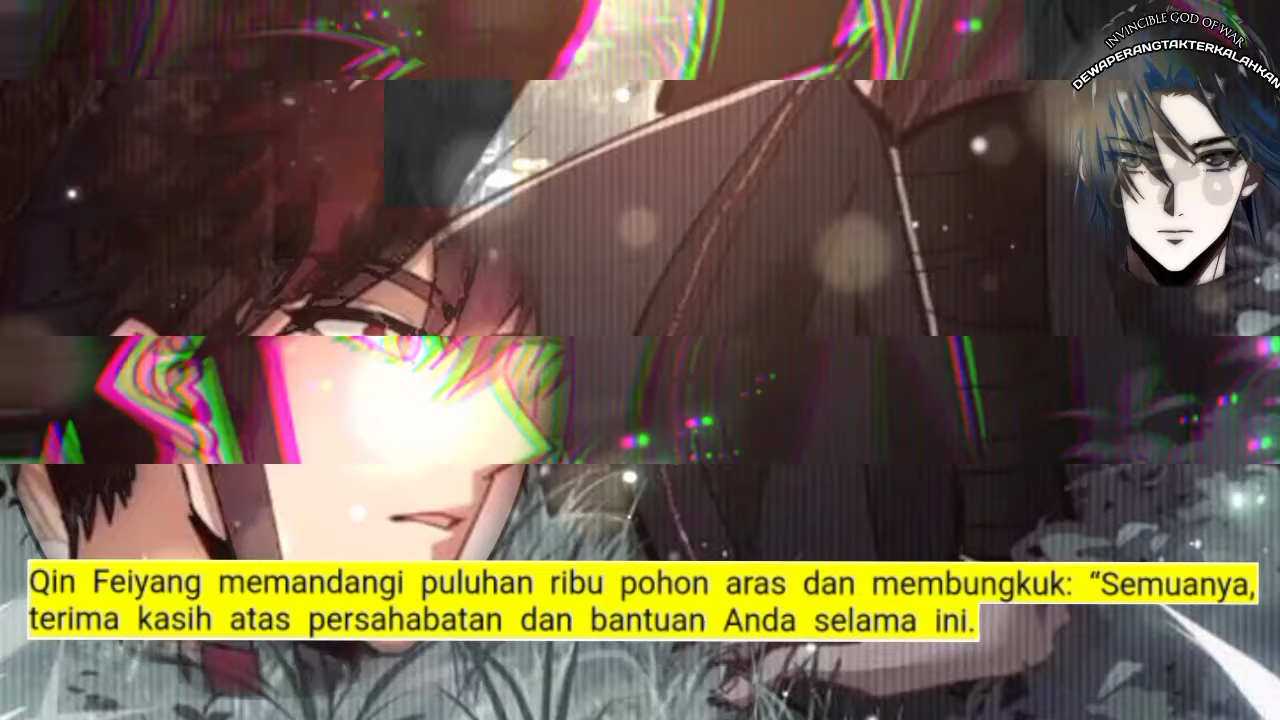 INVINCIBLE GOD OF WAR
DEWAPERANGTAKTERKALAHKAN
Qin Feiyang memandangi puluhan ribu pohon aras dan membungkuk: “Semuanya,
terima kasih atas persahabatan dan bantuan Anda selama ini.